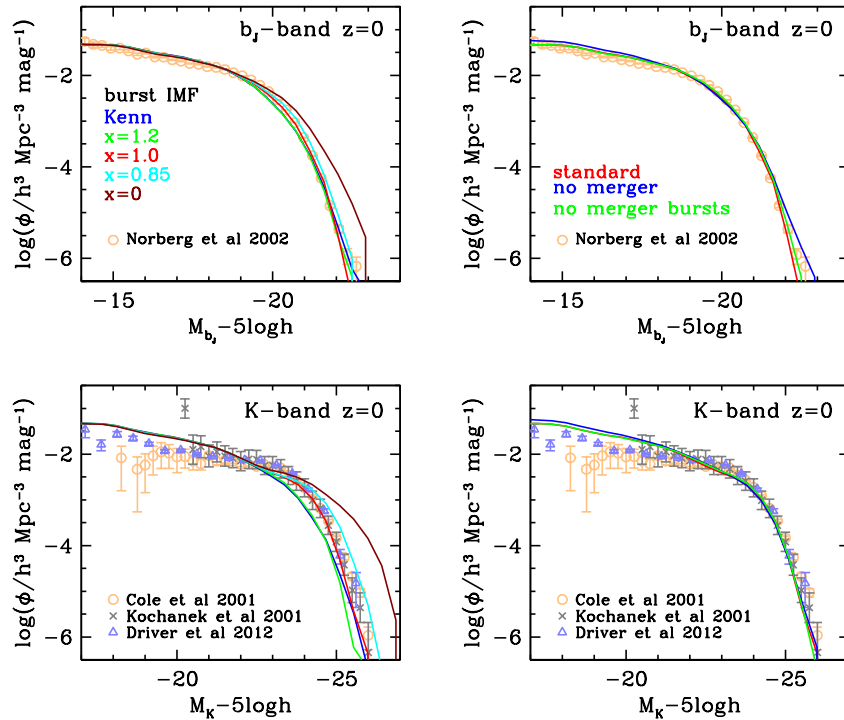 b_J-band z=0
log(φ/h³ Mpc⁻³ mag⁻¹)
−2
−4
−6
burst IMF
Kenn
x=1.2
x=1.0
x=0.85
x=0
Norberg et al 2002
−15
−20
M_{b_J}−5logh
b_J-band z=0
log(φ/h³ Mpc⁻³ mag⁻¹)
−2
−4
−6
standard
no merger
no merger bursts
Norberg et al 2002
−15
−20
M_{b_J}−5logh
K-band z=0
log(φ/h³ Mpc⁻³ mag⁻¹)
−2
−4
−6
Cole et al 2001
Kochanek et al 2001
Driver et al 2012
−20
−25
M_K−5logh
K-band z=0
log(φ/h³ Mpc⁻³ mag⁻¹)
−2
−4
−6
Cole et al 2001
Kochanek et al 2001
Driver et al 2012
−20
−25
M_K−5logh